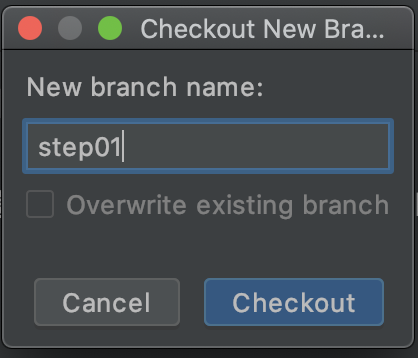 Checkout New Bra...
New branch name:
step01
Overwrite existing branch
Cancel
Checkout